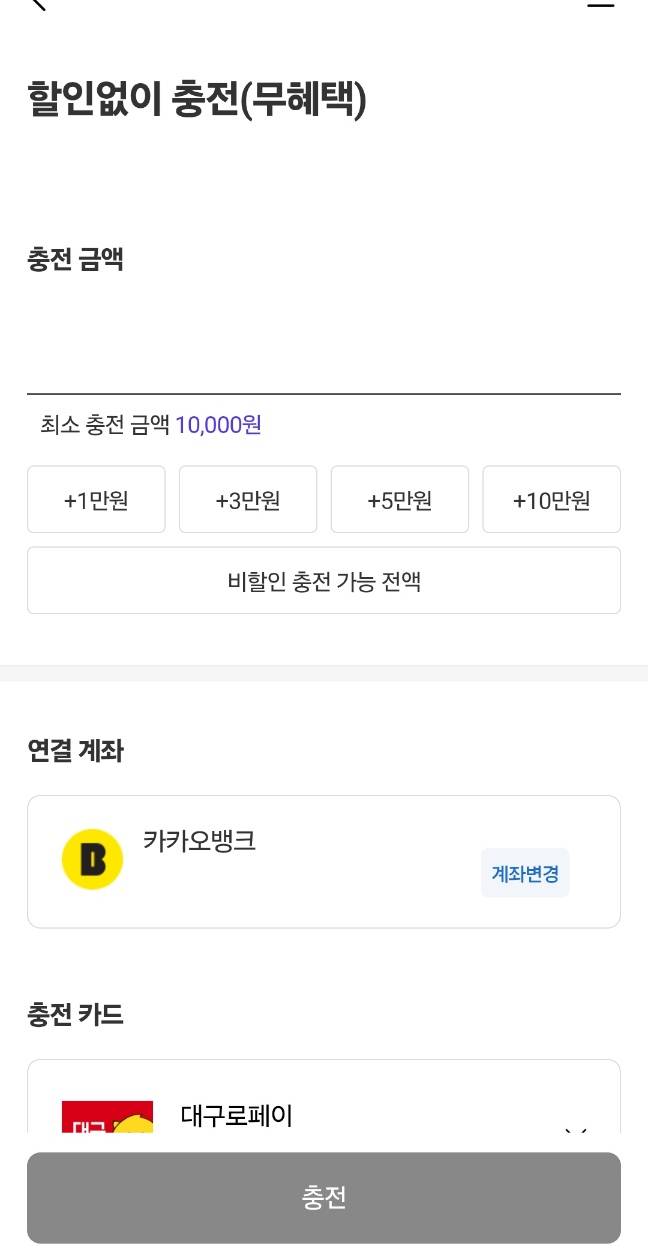 할인없이 충전(무혜택)
충전 금액
최소 충전 금액 10,000원
+1만원 +3만원 +5만원 +10만원
비할인 충전 가능 전액
연결 계좌
카카오뱅크
계좌변경
충전 카드
대구로페이
충전